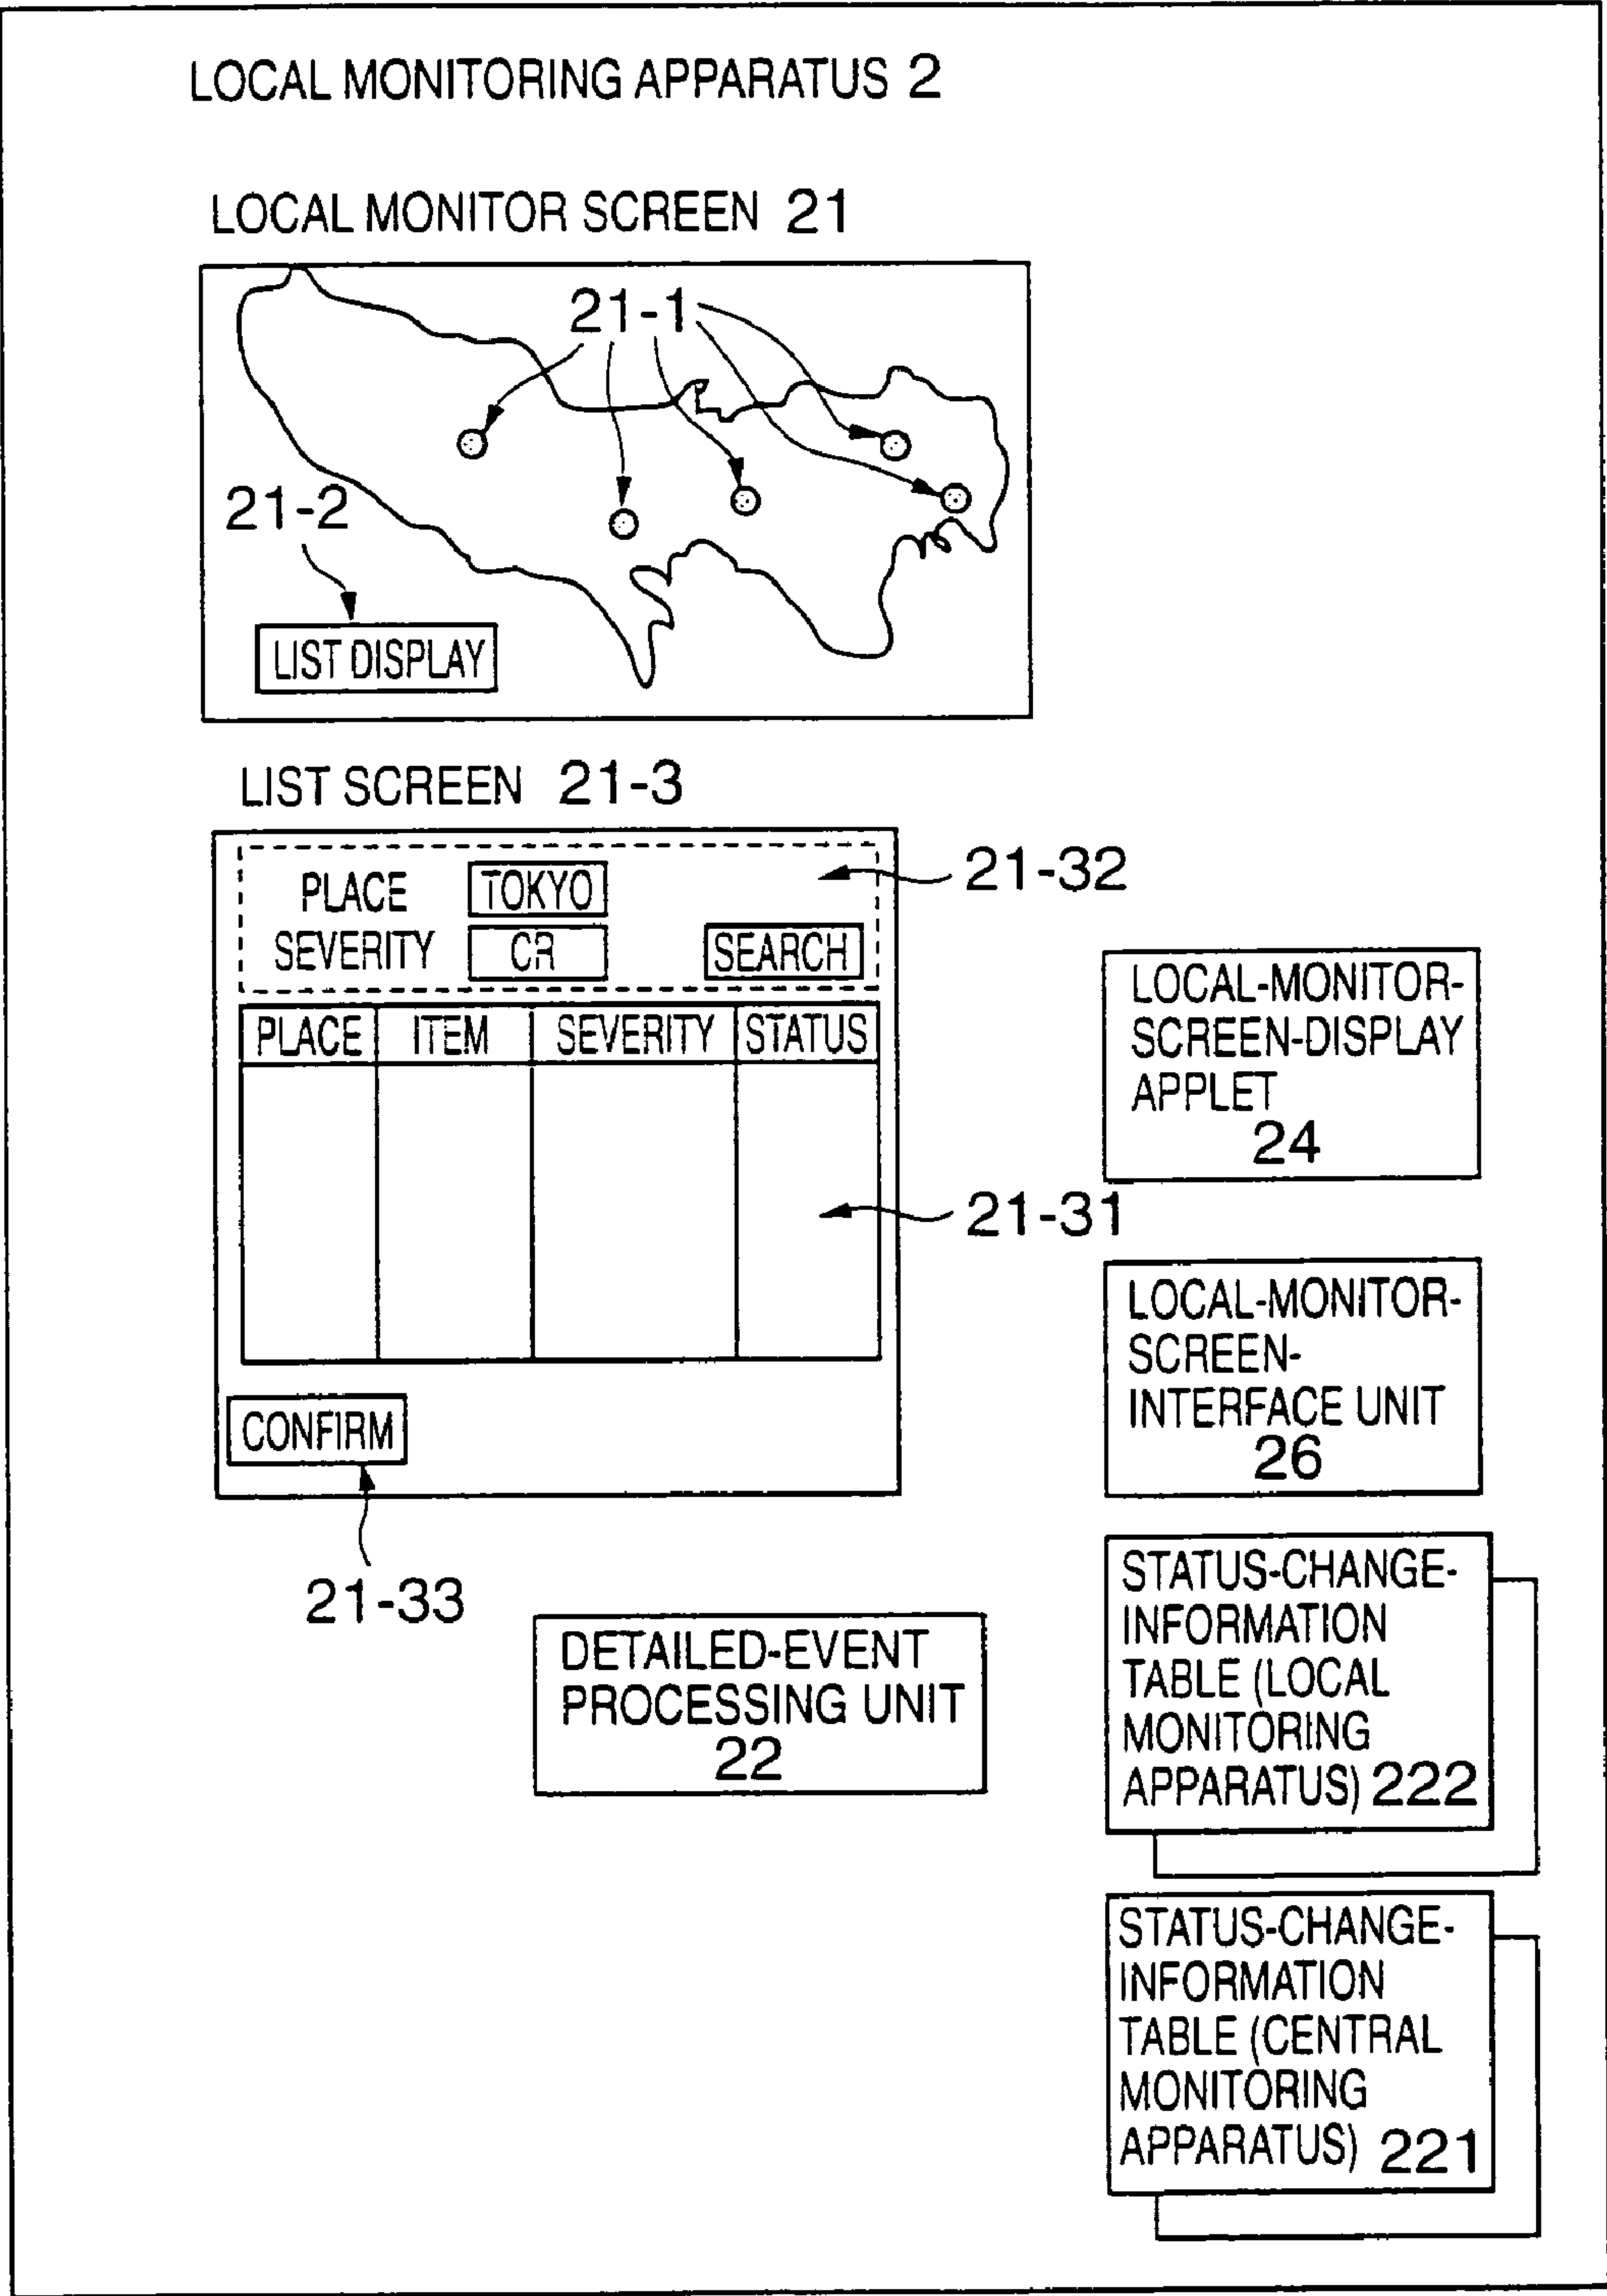 LOCAL MONITORING APPARATUS 2
LOCAL MONITOR SCREEN 21
21-1
21-2
LIST DISPLAY
LIST SCREEN 21-3
PLACE TOKYO
21-32
SEVERITY CR SEARCH
PLACE ITEM SEVERITY STATUS
21-31
CONFIRM
21-33
DETAILED-EVENT
PROCESSING UNIT
22
LOCAL-MONITOR-
SCREEN-DISPLAY
APPLET
24
LOCAL-MONITOR-
SCREEN-
INTERFACE UNIT
26
STATUS-CHANGE-
INFORMATION
TABLE (LOCAL
MONITORING
APPARATUS) 222
STATUS-CHANGE-
INFORMATION
TABLE (CENTRAL
MONITORING
APPARATUS) 221